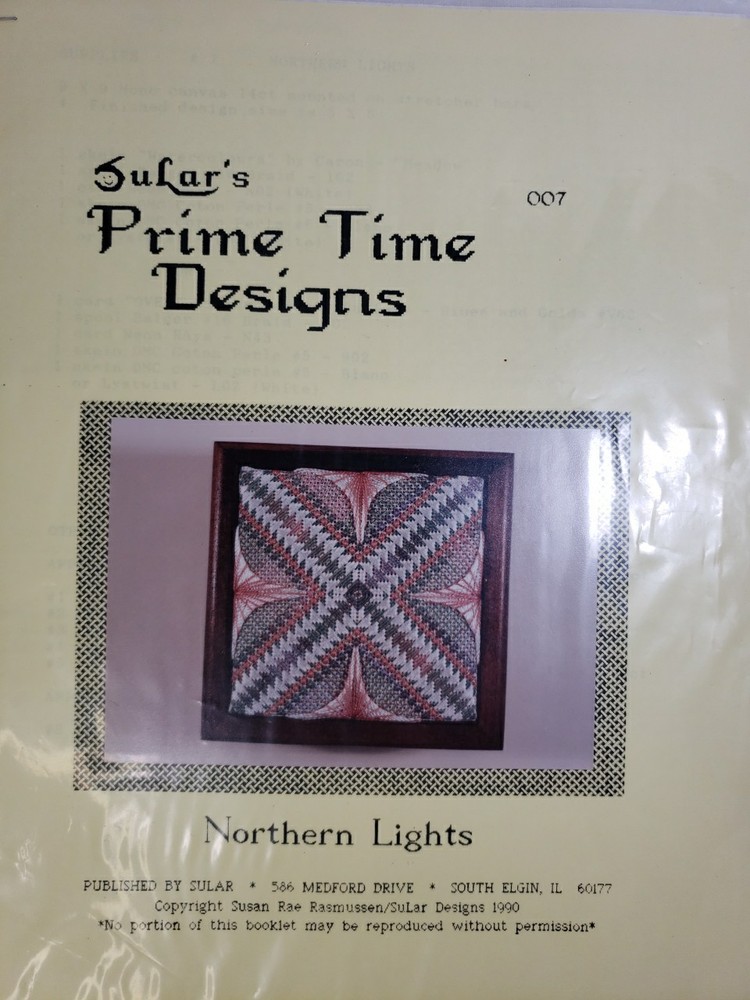 SuLar's
007
Prime Time
Designs
Northern Lights
PUBLISHED BY SULAR * 586 MEDFORD DRIVE * SOUTH ELGIN, IL 60177
Copyright Susan Rae Rasmussen/SuLar Designs 1990
*No portion of this booklet may be reproduced without permission*